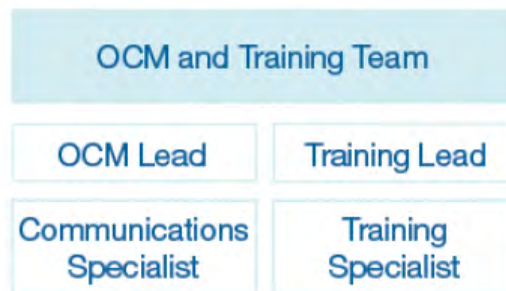 OCM and Training Team
OCM Lead
Training Lead
Communications
Specialist
Training
Specialist